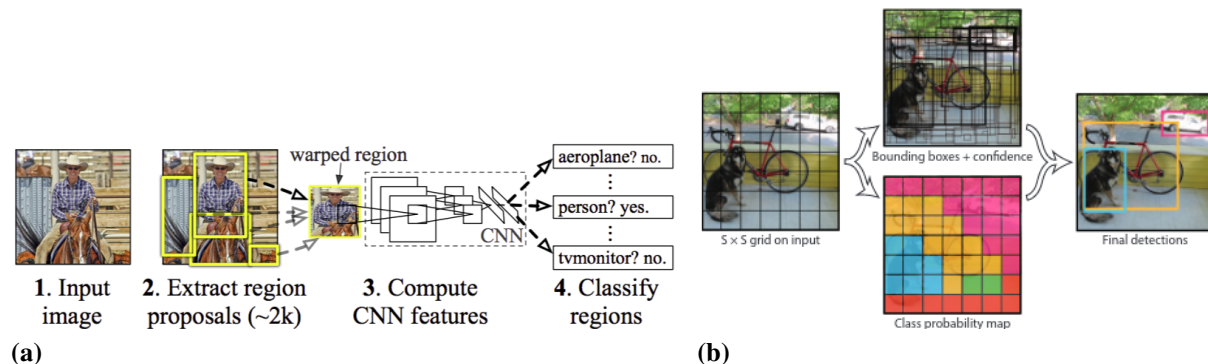 warped region
aeroplane? no.
person? yes.
CNN
tvmonitor? no.
1. Input
image
2. Extract region
proposals (~2k)
3. Compute
CNN features
4. Classify
regions
(a)
S × S grid on input
Bounding boxes + confidence
Class probability map
Final detections
(b)